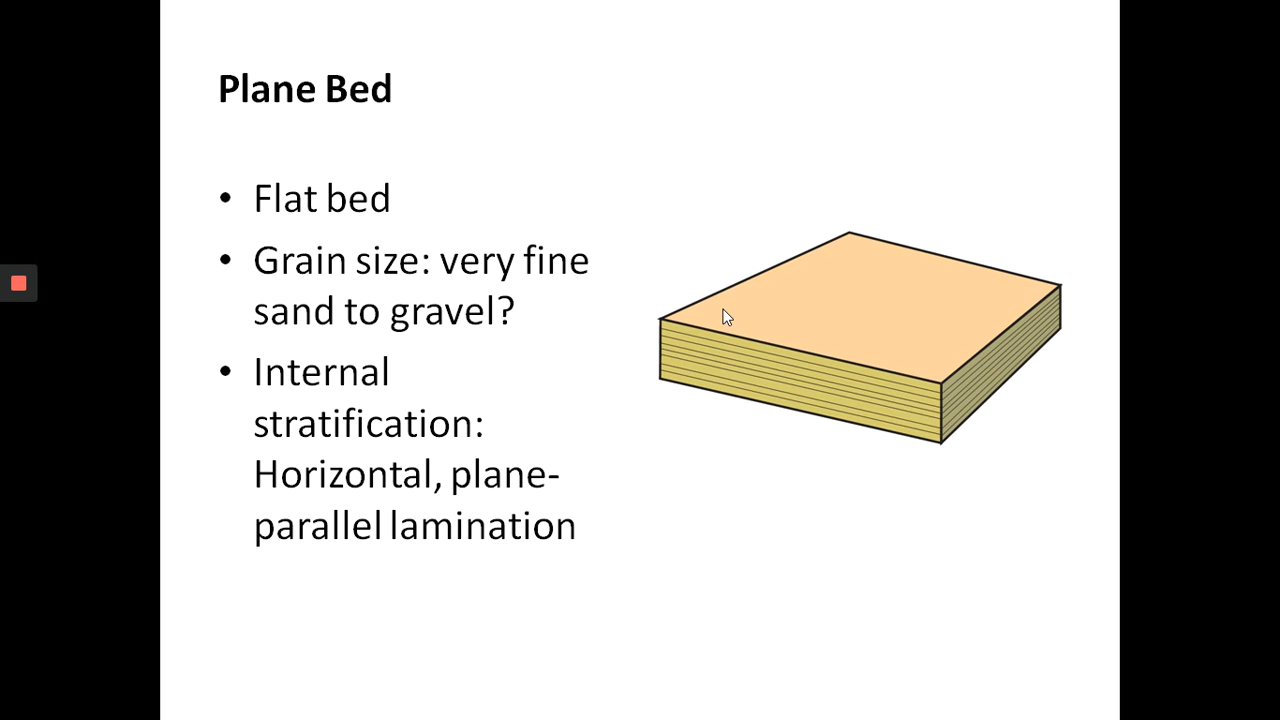 Plane Bed
• Flat bed
• Grain size: very fine
sand to gravel?
• Internal
stratification:
Horizontal, plane-
parallel lamination